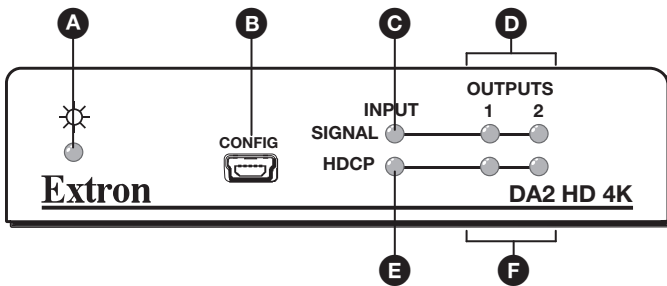 A B C D
OUTPUTS
INPUT 1 2
SIGNAL
CONFIG
HDCP
Extron
DA2 HD 4K
E F